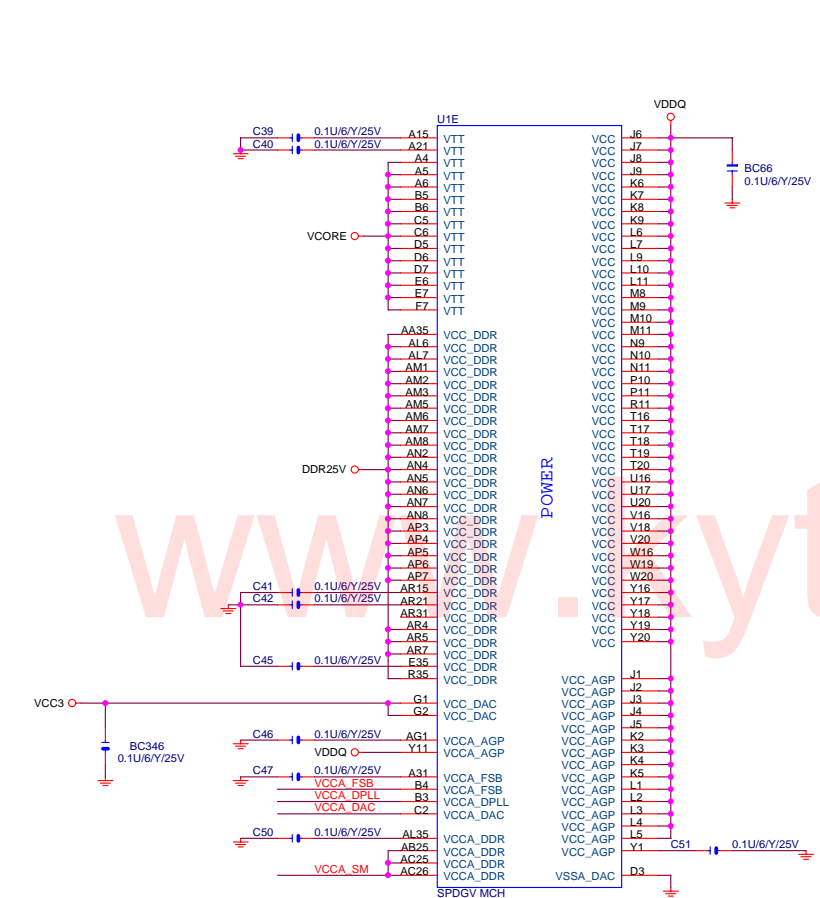 VDDQ
U1E
C39 0.1U/6/Y/25V A15 VTT VCC J6
C40 0.1U/6/Y/25V A21 VTT VCC J7
A4 VTT VCC J8
A5 VTT VCC J9
BC66
A6 VTT VCC K6
0.1U/6/Y/25V
B5 VTT VCC K7
B6 VTT VCC K8
C5 VTT VCC K9
VCORE C6 VTT VCC L6
D5 VTT VCC L7
D6 VTT VCC L9
D7 VTT VCC L10
E6 VTT VCC L11
E7 VTT VCC M8
F7 VTT VCC M9
VCC M10
AA35 VCC_DDR VCC M11
AL6 VCC_DDR VCC N9
AL7 VCC_DDR VCC N10
AM1 VCC_DDR VCC N11
AM2 VCC_DDR VCC P10
AM3 VCC_DDR VCC P11
AM5 VCC_DDR VCC R11
AM6 VCC_DDR VCC T16
AM7 VCC_DDR VCC T17
AM8 VCC_DDR VCC T18
AN2 VCC_DDR VCC T19
DDR25V AN4 VCC_DDR VCC T20
AN5 VCC_DDR VCC U16
AN6 VCC_DDR VCC U17
AN7 VCC_DDR VCC U20
AN8 VCC_DDR VCC V16
AP3 VCC_DDR VCC V18
AP4 VCC_DDR VCC V20
AP5 VCC_DDR VCC W16
AP6 VCC_DDR VCC W19
AP7 VCC_DDR VCC W20
C41 0.1U/6/Y/25V AR15 VCC_DDR VCC Y16
C42 0.1U/6/Y/25V AR21 VCC_DDR VCC Y17
AR31 VCC_DDR VCC Y18
AR4 VCC_DDR VCC Y19
AR5 VCC_DDR VCC Y20
AR7 VCC_DDR
C45 0.1U/6/Y/25V E35 VCC_DDR
R35 VCC_DDR VCC_AGP J1
VCC_AGP J2
VCC3 G1 VCC_DAC VCC_AGP J3
G2 VCC_DAC VCC_AGP J4
VCC_AGP J5
C46 0.1U/6/Y/25V AG1 VCCA_AGP VCC_AGP K2
BC346
VDDQ Y11 VCCA_AGP VCC_AGP K3
0.1U/6/Y/25V
VCC_AGP K4
C47 0.1U/6/Y/25V A31 VCCA_FSB VCC_AGP K5
VCCA_FSB B4 VCCA_FSB VCC_AGP L1
VCCA_DPLL B3 VCCA_DPLL VCC_AGP L2
VCCA_DAC C2 VCCA_DAC VCC_AGP L3
VCC_AGP L4
C50 0.1U/6/Y/25V AL35 VCCA_DDR VCC_AGP L5
AB25 VCCA_DDR VCC_AGP Y1 C51 0.1U/6/Y/25V
AC25 VCCA_DDR
VCCA_SM AC26 VCCA_DDR VSSA_DAC D3
POWER
SPDGV MCH
www.kyt